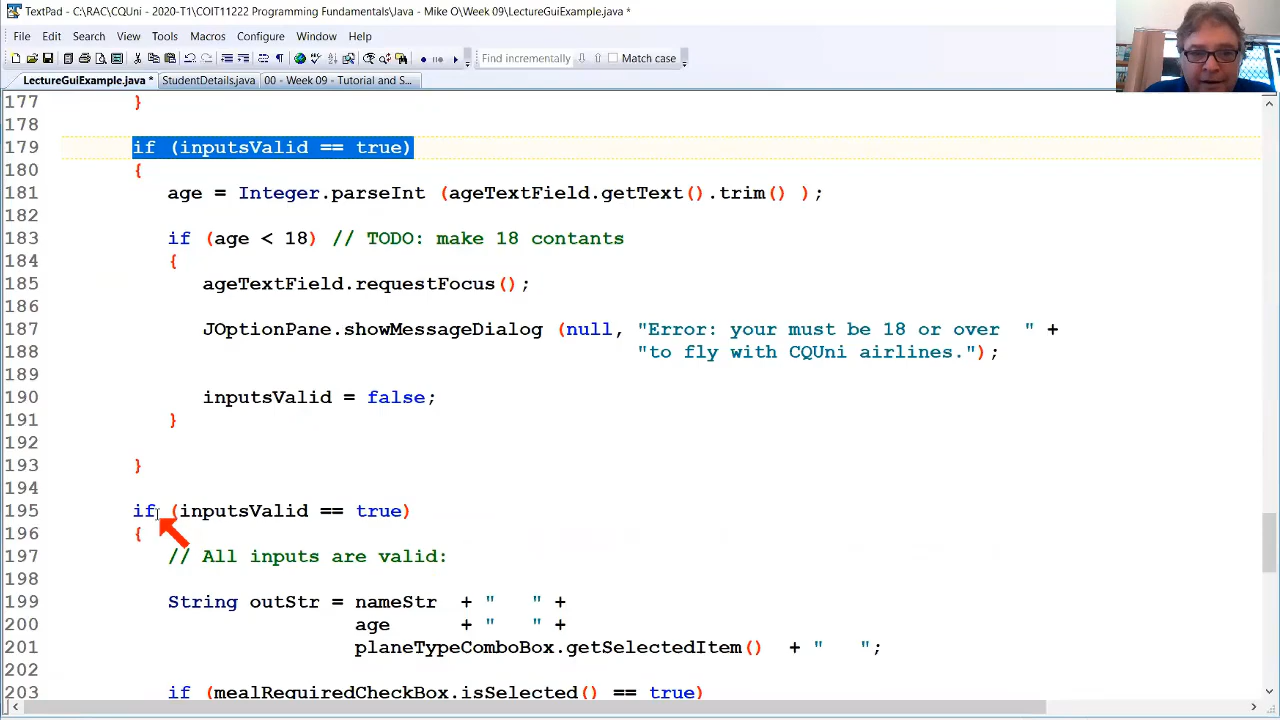 TextPad - C:\RAC\CQUni - 2020-T1\COIT11222 Programming Fundamentals\Java - Mike O\Week 09\LectureGuiExample.java *
File Edit Search View Tools Macros Configure Window Help
Find incrementally Match case
LectureGuiExample.java * StudentDetails.java 00 - Week 09 - Tutorial and S...
177 }
178
179 if (inputsValid == true)
180 {
181 age = Integer.parseInt (ageTextField.getText().trim() );
182
183 if (age < 18) // TODO: make 18 contants
184 {
185 ageTextField.requestFocus();
186
187 JOptionPane.showMessageDialog (null, "Error: your must be 18 or over " +
188 "to fly with CQUni airlines.");
189
190 inputsValid = false;
191 }
192
193 }
194
195 if (inputsValid == true)
196 {
197 // All inputs are valid:
198
199 String outStr = nameStr + " " +
200 age + " " +
201 planeTypeComboBox.getSelectedItem() + " ";
202
203 if (mealRequiredCheckBox.isSelected() == true)